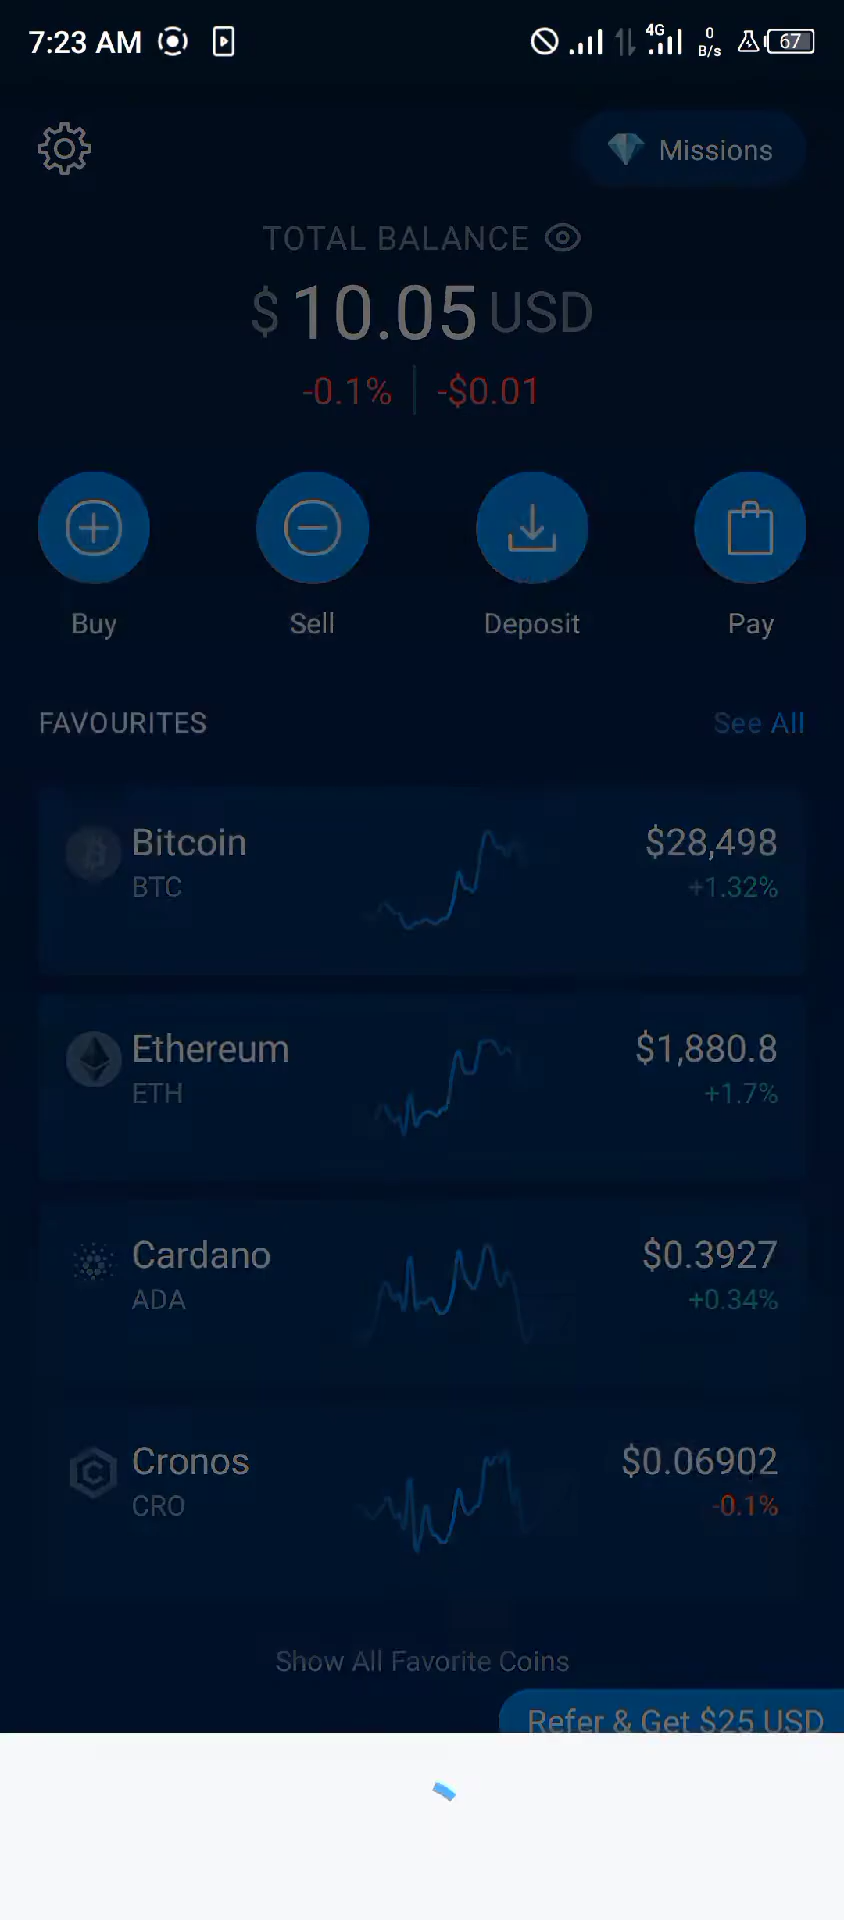 7:23 AM
4G
0
B/s
67
Missions
TOTAL BALANCE
$ 10.05 USD
-0.1% -$0.01
Buy Sell Deposit Pay
FAVOURITES See All
Bitcoin $28,498
BTC +1.32%
Ethereum $1,880.8
ETH +1.7%
Cardano $0.3927
ADA +0.34%
Cronos $0.06902
CRO -0.1%
Show All Favorite Coins
Refer & Get $25 USD